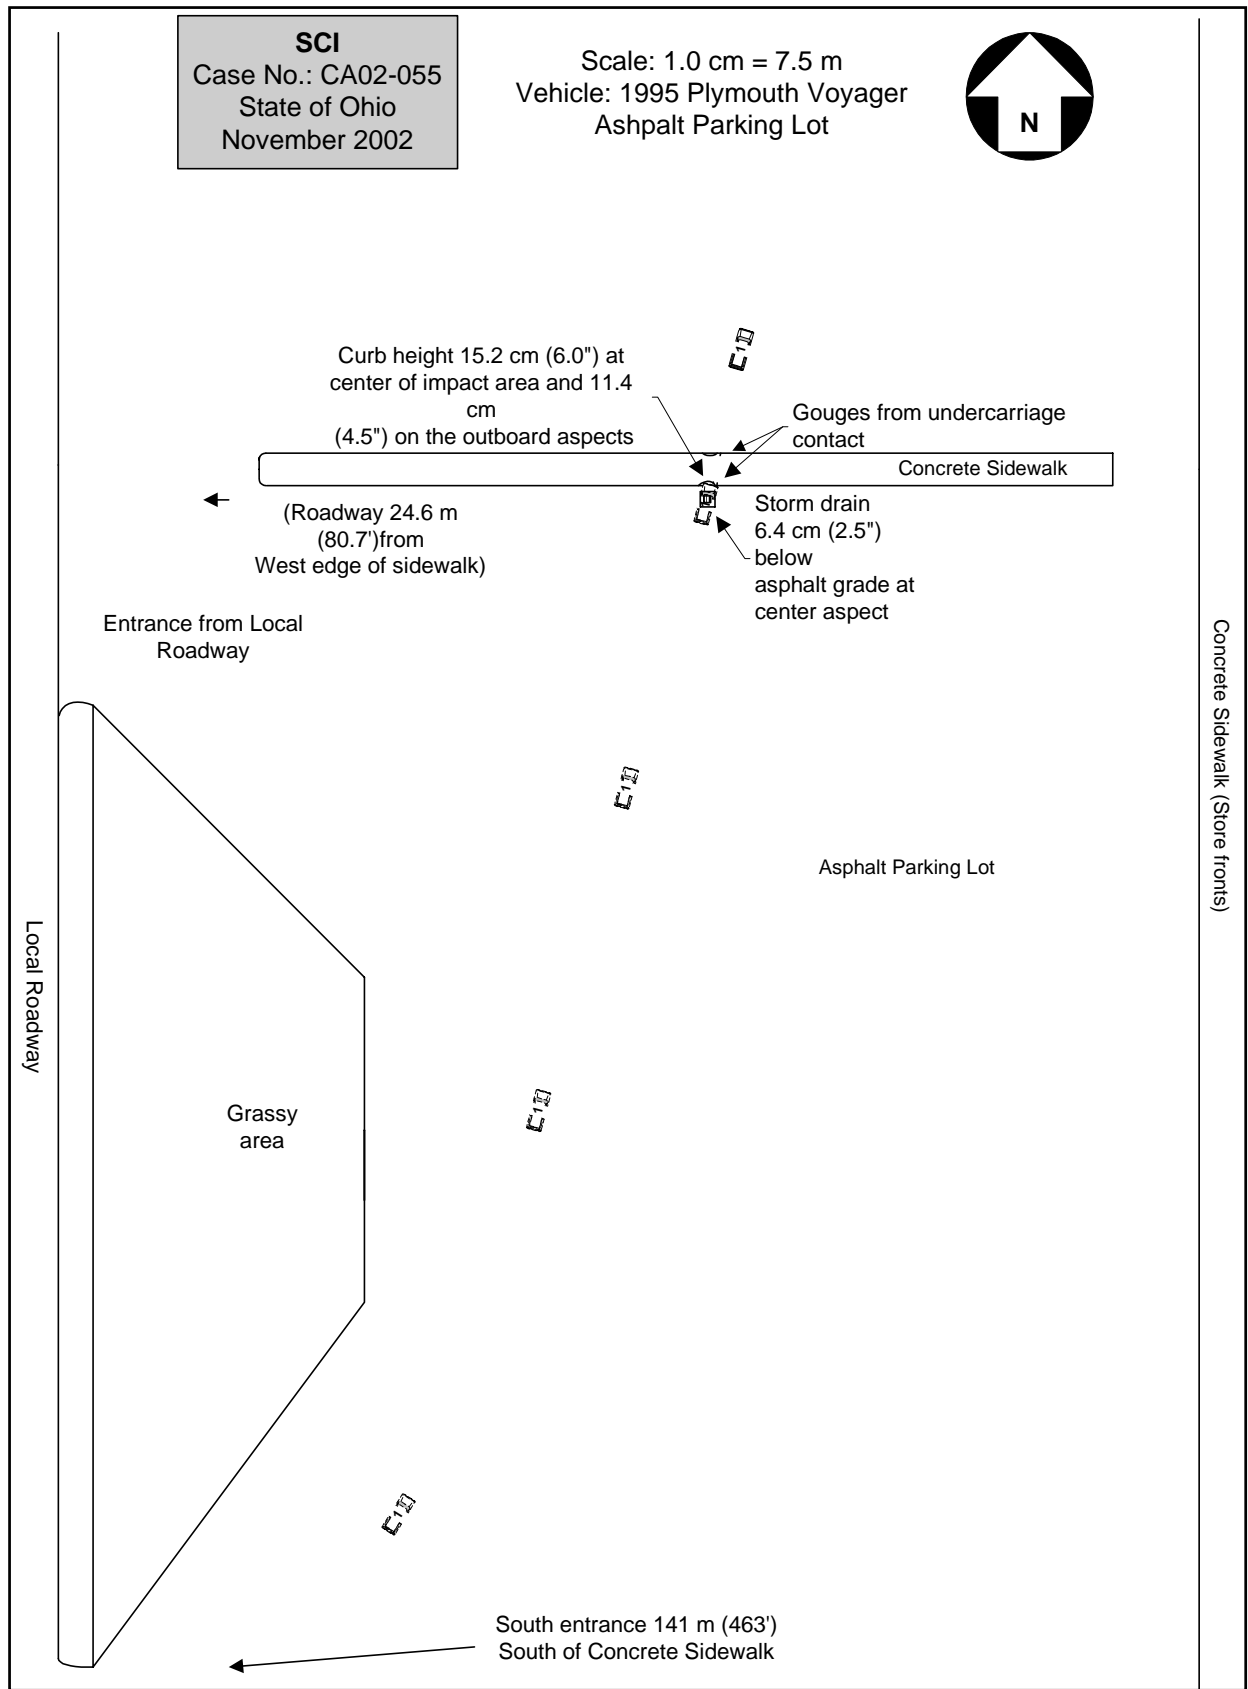 SCI
Case No.: CA02-055
State of Ohio
November 2002
Scale: 1.0 cm = 7.5 m
Vehicle: 1995 Plymouth Voyager
Ashpalt Parking Lot
N
1
Curb height 15.2 cm (6.0") at
center of impact area and 11.4
cm
(4.5") on the outboard aspects
Gouges from undercarriage
contact
Concrete Sidewalk
(Roadway 24.6 m
(80.7')from
West edge of sidewalk)
Storm drain
6.4 cm (2.5")
below
asphalt grade at
center aspect
Entrance from Local
Roadway
Concrete Sidewalk (Store fronts)
1
Asphalt Parking Lot
Local Roadway
Grassy
area
1
1
South entrance 141 m (463')
South of Concrete Sidewalk